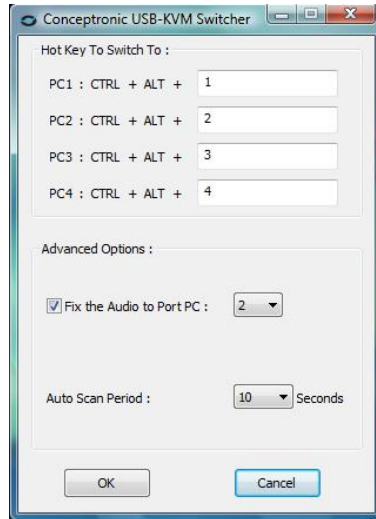 Conceptronic USB-KVM Switcher
Hot Key To Switch To :
PC1 : CTRL + ALT + 1
PC2 : CTRL + ALT + 2
PC3 : CTRL + ALT + 3
PC4 : CTRL + ALT + 4
Advanced Options :
Fix the Audio to Port PC : 2
Auto Scan Period : 10 Seconds
OK Cancel